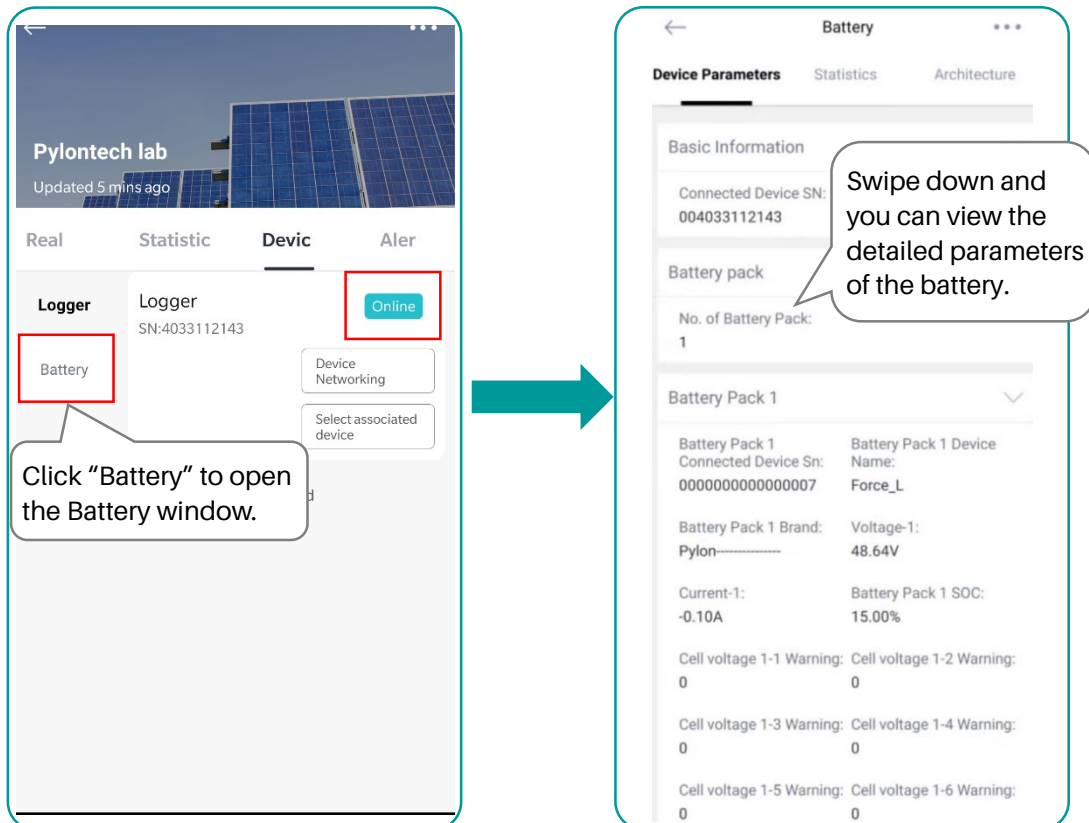 Pylontech lab
Updated 5 mins ago
Real Statistic Devic Aler
Logger
Battery
Logger
SN:4033112143
Online
Device
Networking
Select associated
device
d
Click “Battery” to open
the Battery window.
Battery
Device Parameters Statistics Architecture
Basic Information
Connected Device SN:
004033112143
Battery pack
No. of Battery Pack:
1
Swipe down and
you can view the
detailed parameters
of the battery.
Battery Pack 1
Battery Pack 1
Connected Device Sn:
0000000000000007
Battery Pack 1 Device
Name:
Force_L
Battery Pack 1 Brand:
Pylon---------------
Voltage-1:
48.64V
Current-1:
-0.10A
Battery Pack 1 SOC:
15.00%
Cell voltage 1-1 Warning: Cell voltage 1-2 Warning:
0 0
Cell voltage 1-3 Warning: Cell voltage 1-4 Warning:
0 0
Cell voltage 1-5 Warning: Cell voltage 1-6 Warning:
0 0